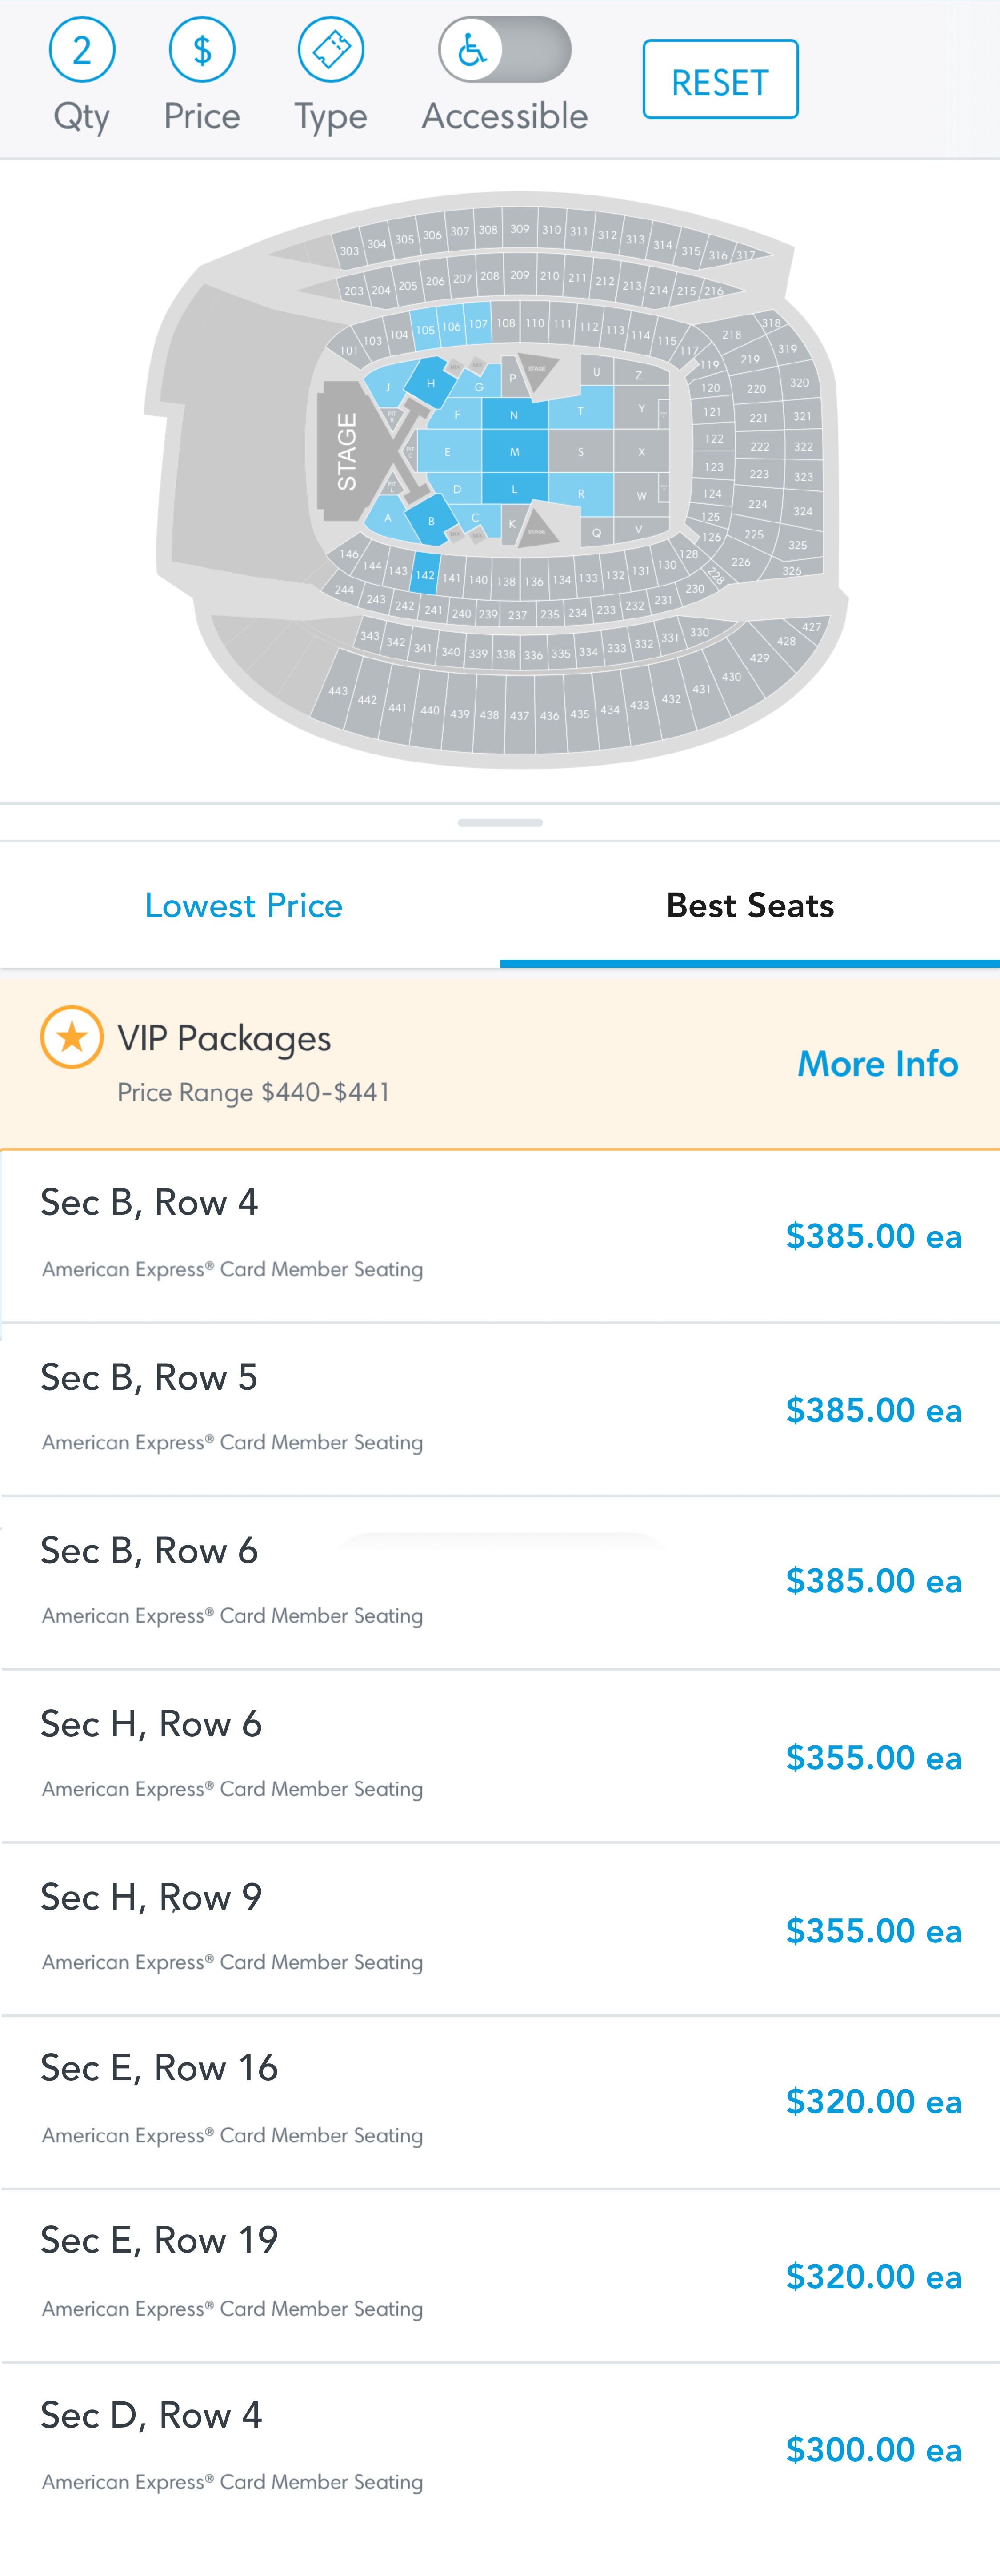 2
$
RESET
Qty
Price
Type
Accessible
303 304 305 306 307 308 309 310 311 312 313 314 315 316 317
203 204 205 206 207 208 209 210 211 212 213 214 215 216
101 103 104 105 106 107 108 110 111 112 113 114 115 117 119 218 318 319
219
120 220 320
121 221 321
122 222 322
123 223 323
124 224 324
125 225 325
126 226 326
J H G P STAGE U Z
F N T Y
STAGE
PIT C
E M S X
D L R W
A B C K STAGE Q V
146 144 143 142 141 140 138 136 134 133 132 131 130 128 228
244 243 242 241 240 239 237 235 234 233 232 231 230
343 342 341 340 339 338 336 335 334 333 332 331 330
443 442 441 440 439 438 437 436 435 434 433 432 431 430 429 428 427
Lowest Price
Best Seats
VIP Packages
More Info
Price Range $440-$441
Sec B, Row 4
$385.00 ea
American Express® Card Member Seating
Sec B, Row 5
$385.00 ea
American Express® Card Member Seating
Sec B, Row 6
$385.00 ea
American Express® Card Member Seating
Sec H, Row 6
$355.00 ea
American Express® Card Member Seating
Sec H, Row 9
$355.00 ea
American Express® Card Member Seating
Sec E, Row 16
$320.00 ea
American Express® Card Member Seating
Sec E, Row 19
$320.00 ea
American Express® Card Member Seating
Sec D, Row 4
$300.00 ea
American Express® Card Member Seating